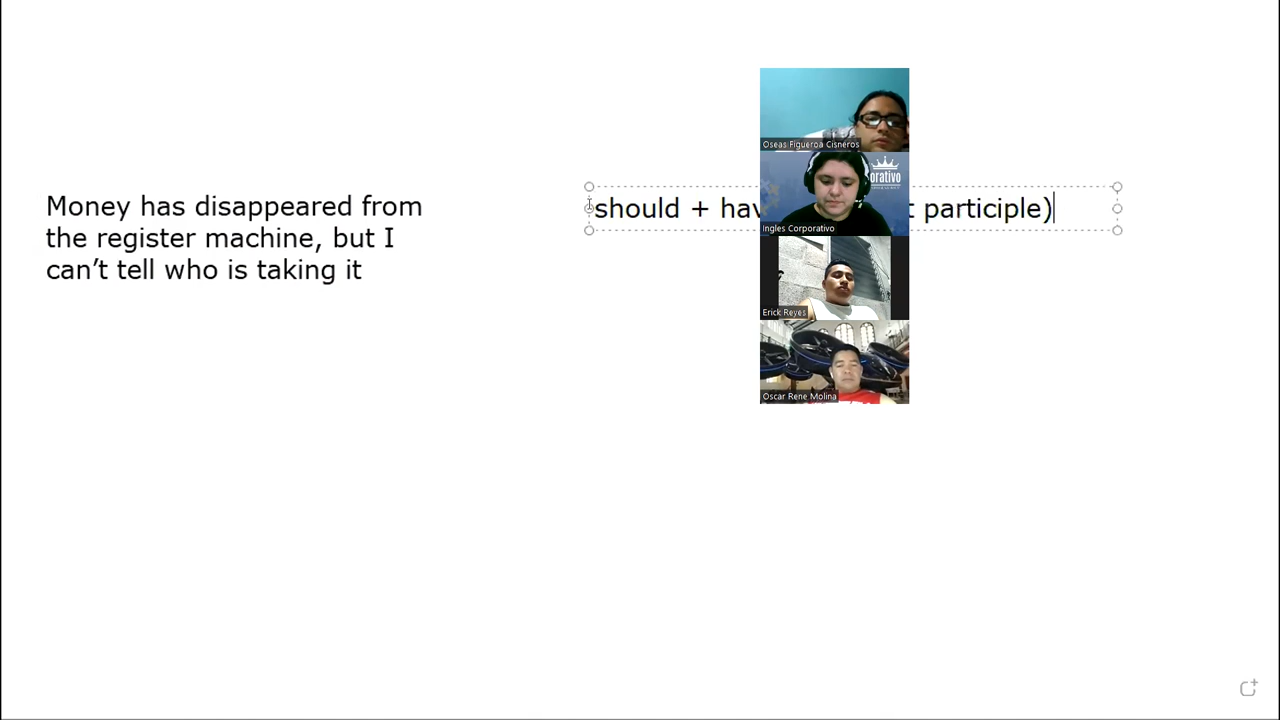 Money has disappeared from
the register machine, but I
can't tell who is taking it
should + hav
participle)
Oseas Figueroa Cisneros
orativo
Ingles Corporativo
Erick Reyes
Oscar Rene Molina